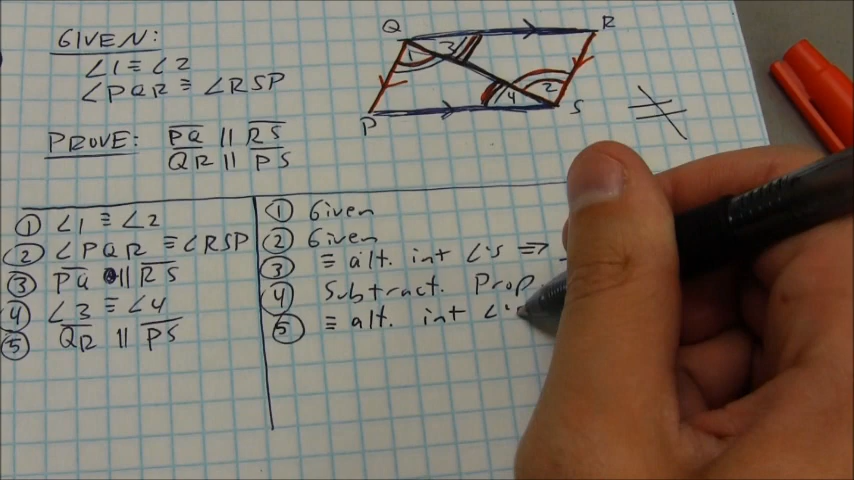 GIVEN:
∠1 ≅ ∠2
∠PQR ≅ ∠RSP
PROVE: PQ || RS
QR || PS
Q
R
3
1
2
4
P
S
① ∠1 ≅ ∠2
② ∠PQR ≅ ∠RSP
③ PQ || RS
④ ∠3 ≅ ∠4
⑤ QR || PS
① Given
② Given
③ ≅ alt. int ∠'s ⇒
④ Subtract. Prop.
⑤ ≅ alt. int ∠'s